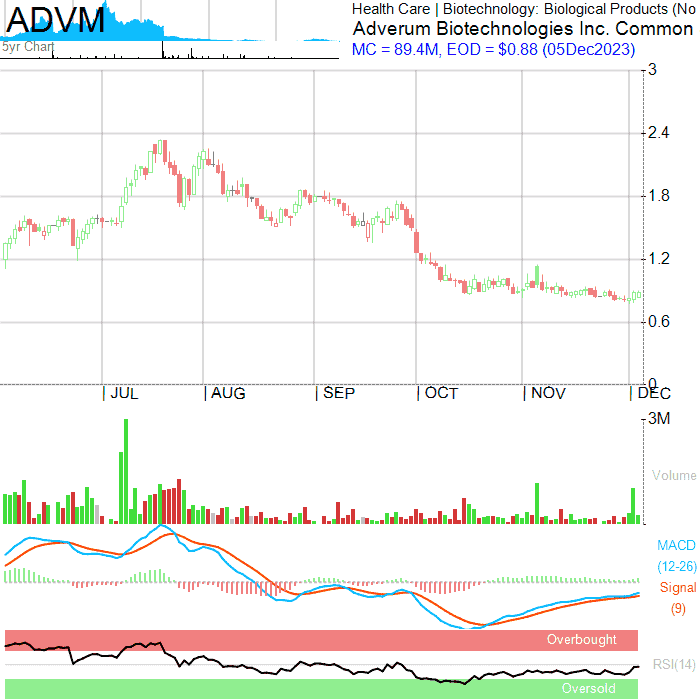 ADVM
5yr Chart
Health Care | Biotechnology: Biological Products (No
Adverum Biotechnologies Inc. Common
MC = 89.4M, EOD = $0.88 (05Dec2023)
3
2.4
1.8
1.2
0.6
0
| JUL | AUG | SEP | OCT | NOV | DEC
3M
Volume
MACD
(12-26)
Signal
(9)
Overbought
RSI(14)
Oversold